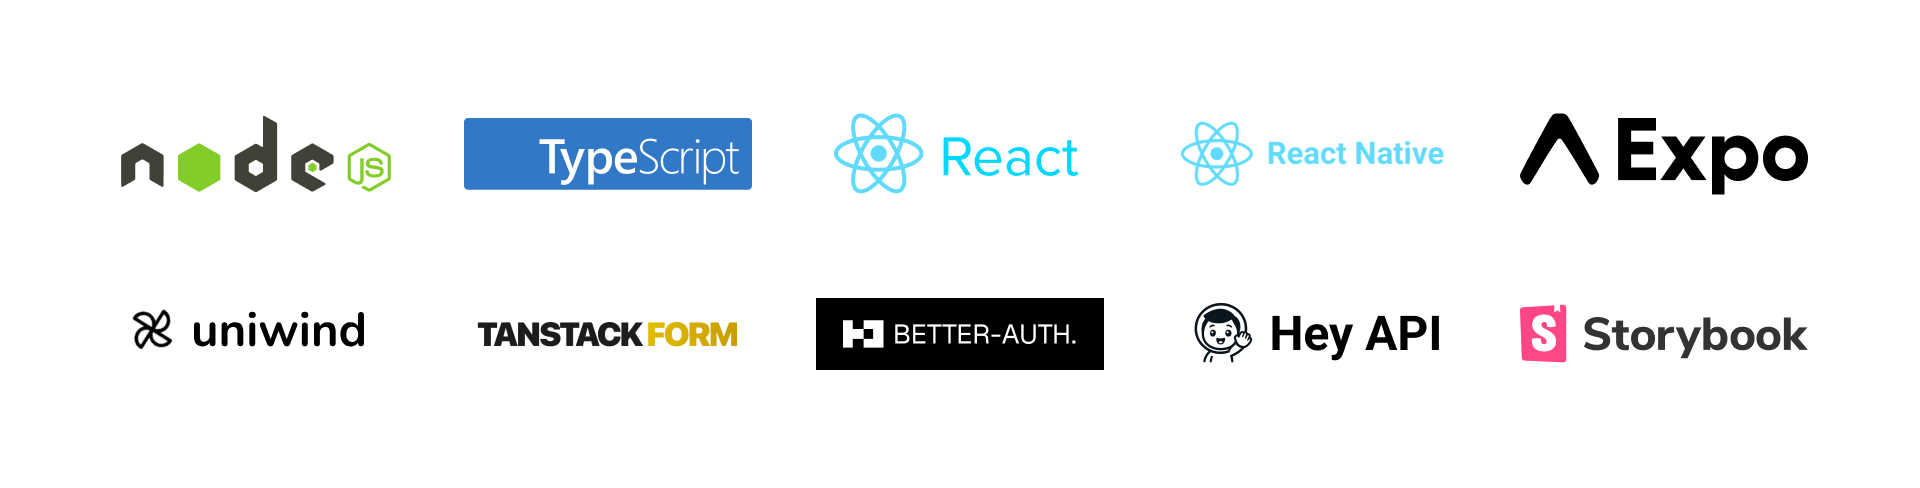 node JS
TypeScript
React
React Native
Expo
uniwind
TANSTACK FORM
BETTER-AUTH.
Hey API
S Storybook